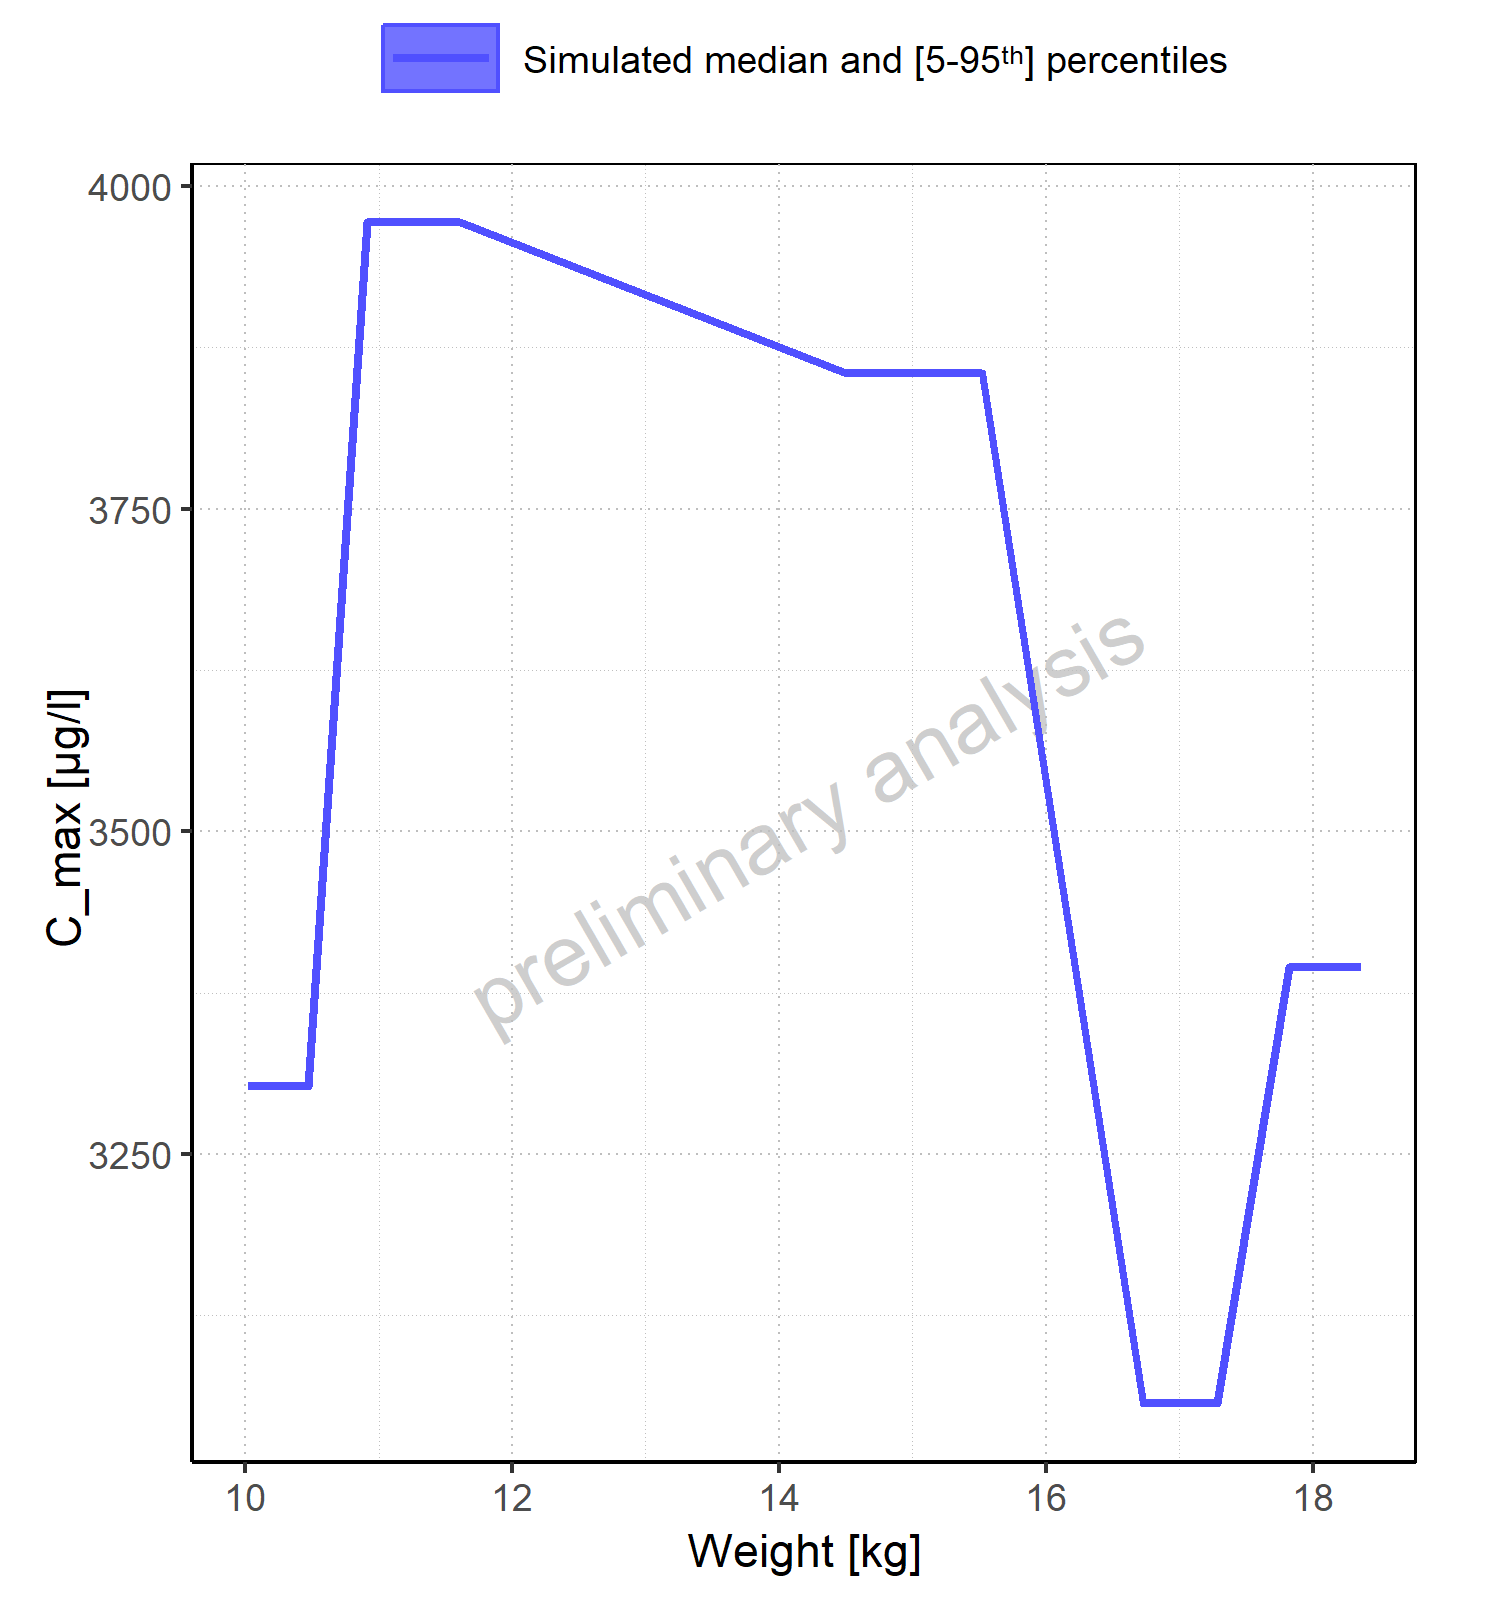 Simulated median and [5-95ᵗʰ] percentiles
4000
3750
3500
3250
C_max [µg/l]
preliminary analysis
10 12 14 16 18
Weight [kg]